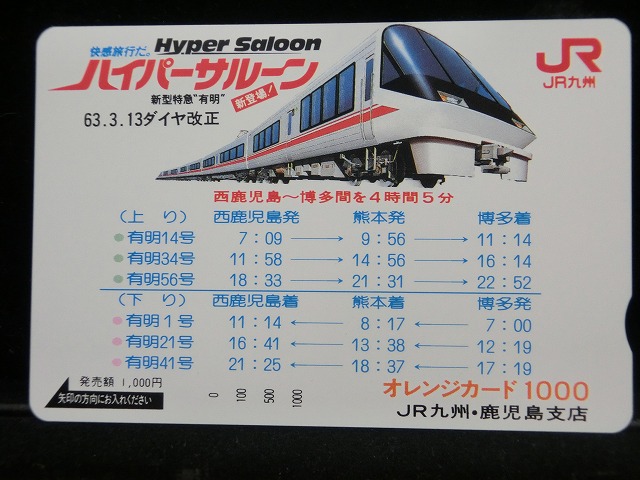 快感旅行だ。 Hyper Saloon
ハイパーサルーン
新型特急"有明" 新登場!
63.3.13ダイヤ改正
JR
JR九州
西鹿児島～博多間を4時間5分
(上り) 西鹿児島発 熊本発 博多着
●有明14号 7:09 → 9:56 → 11:14
●有明34号 11:58 → 14:56 → 16:14
●有明56号 18:33 → 21:31 → 22:52
(下り) 西鹿児島着 熊本着 博多発
●有明1号 11:14 ← 8:17 ← 7:00
●有明21号 16:41 ← 13:38 ← 12:19
●有明41号 21:25 ← 18:37 ← 17:19
発売額 1,000円
矢印の方向にお入れください
0 100 500 1000
オレンジカード1000
JR九州・鹿児島支店